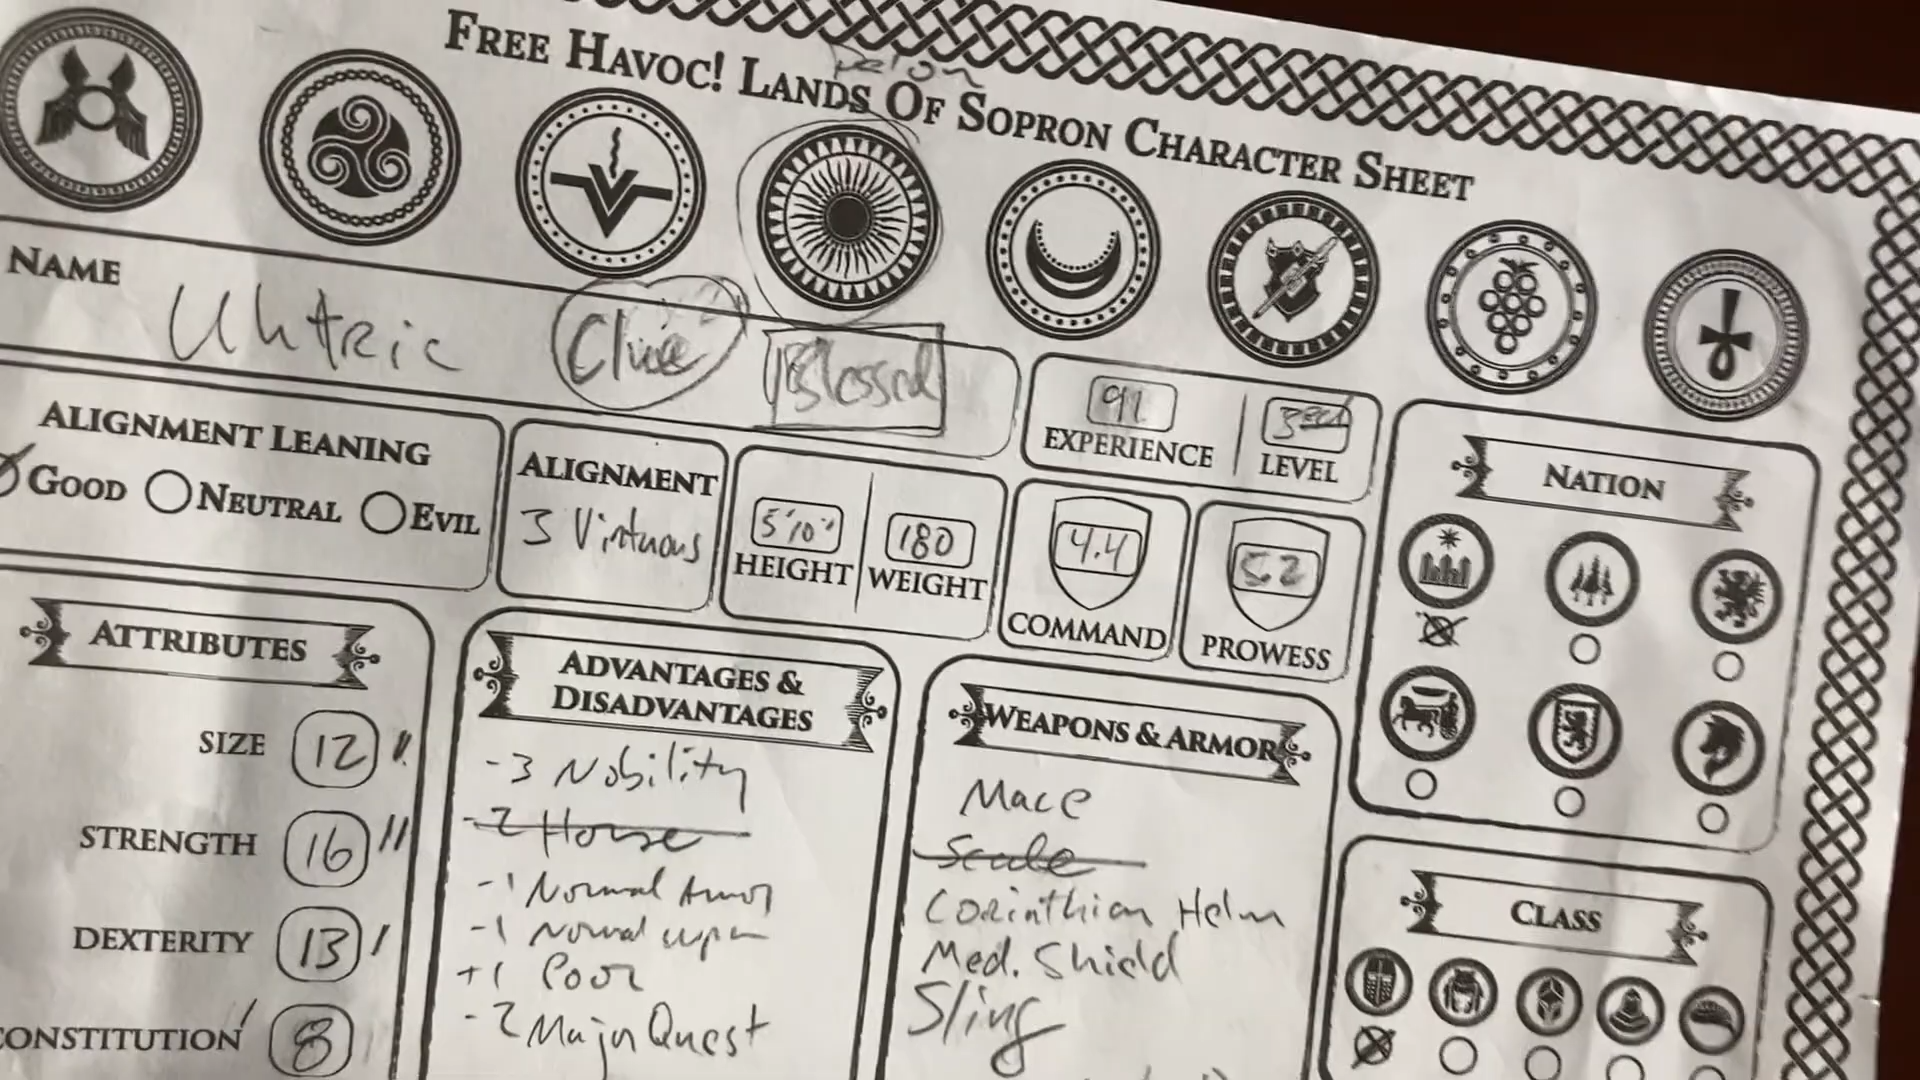 FREE HAVOC! LANDS OF SOPRON CHARACTER SHEET
NAME
Uhtric
Blessed
ALIGNMENT LEANING
GOOD NEUTRAL EVIL
ALIGNMENT
3 Virtuous
5'10"
HEIGHT
180
WEIGHT
EXPERIENCE
LEVEL
4.4
COMMAND
5.2
PROWESS
NATION
ATTRIBUTES
SIZE 12
STRENGTH 16
DEXTERITY 13
CONSTITUTION 8
ADVANTAGES &
DISADVANTAGES
-3 Nobility
-2 Horse
-1 Normal Armor
-1 Normal
+1 Poor
-2 Major Quest
WEAPONS & ARMOR
Mace
Scale
Corinthian Helm
Med. Shield
Sling
CLASS